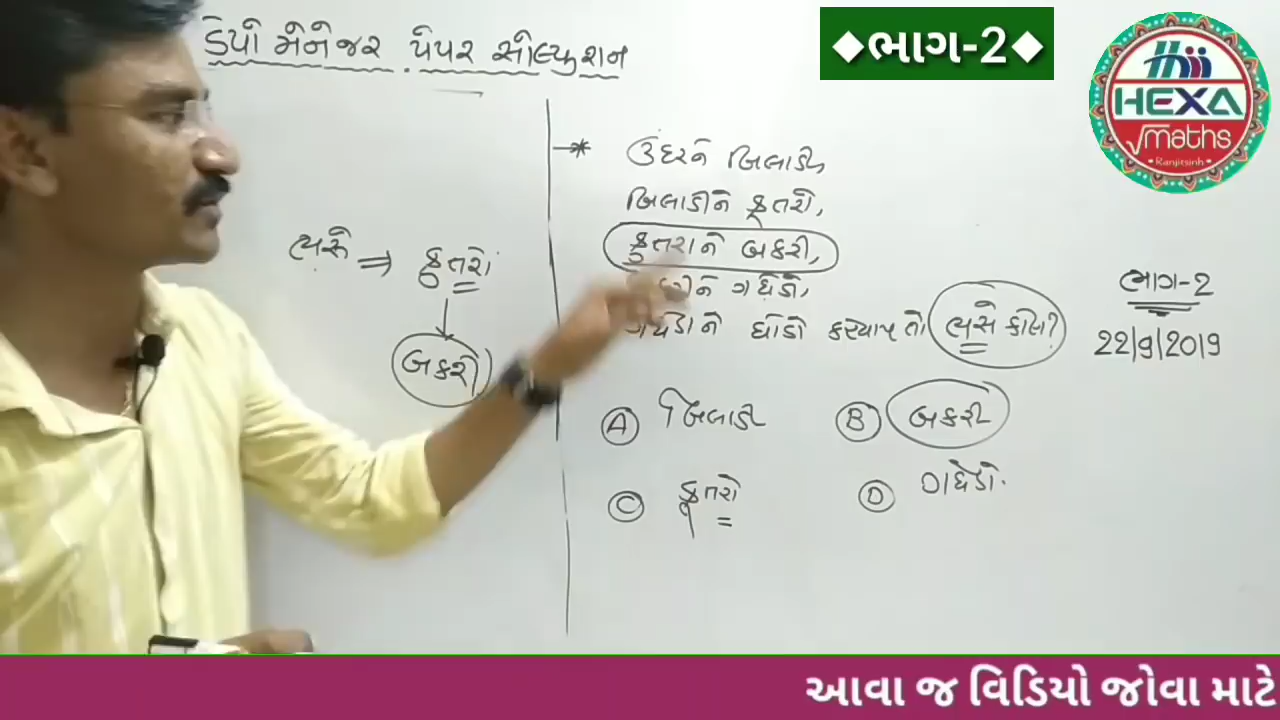 ડેપો મેનેજર પેપર સોલ્યુશન
◆ભાગ-2◆
HEXA
√maths
Ranjitsinh
* ઉંદરને બિલાડી,
બિલાડીને કૂતરો,
કુતરાને બકરી,
ને ગધેડો,
ગધેડાને ઘોડો કહેવાય તો ભસે કોણ?
A બિલાડી B બકરી
C કૂતરો D ગધેડો.
ભસે ⇒ કુતરો
↓
બકરી
ભાગ-2
22/9/2019
આવા જ વિડિયો જોવા માટે